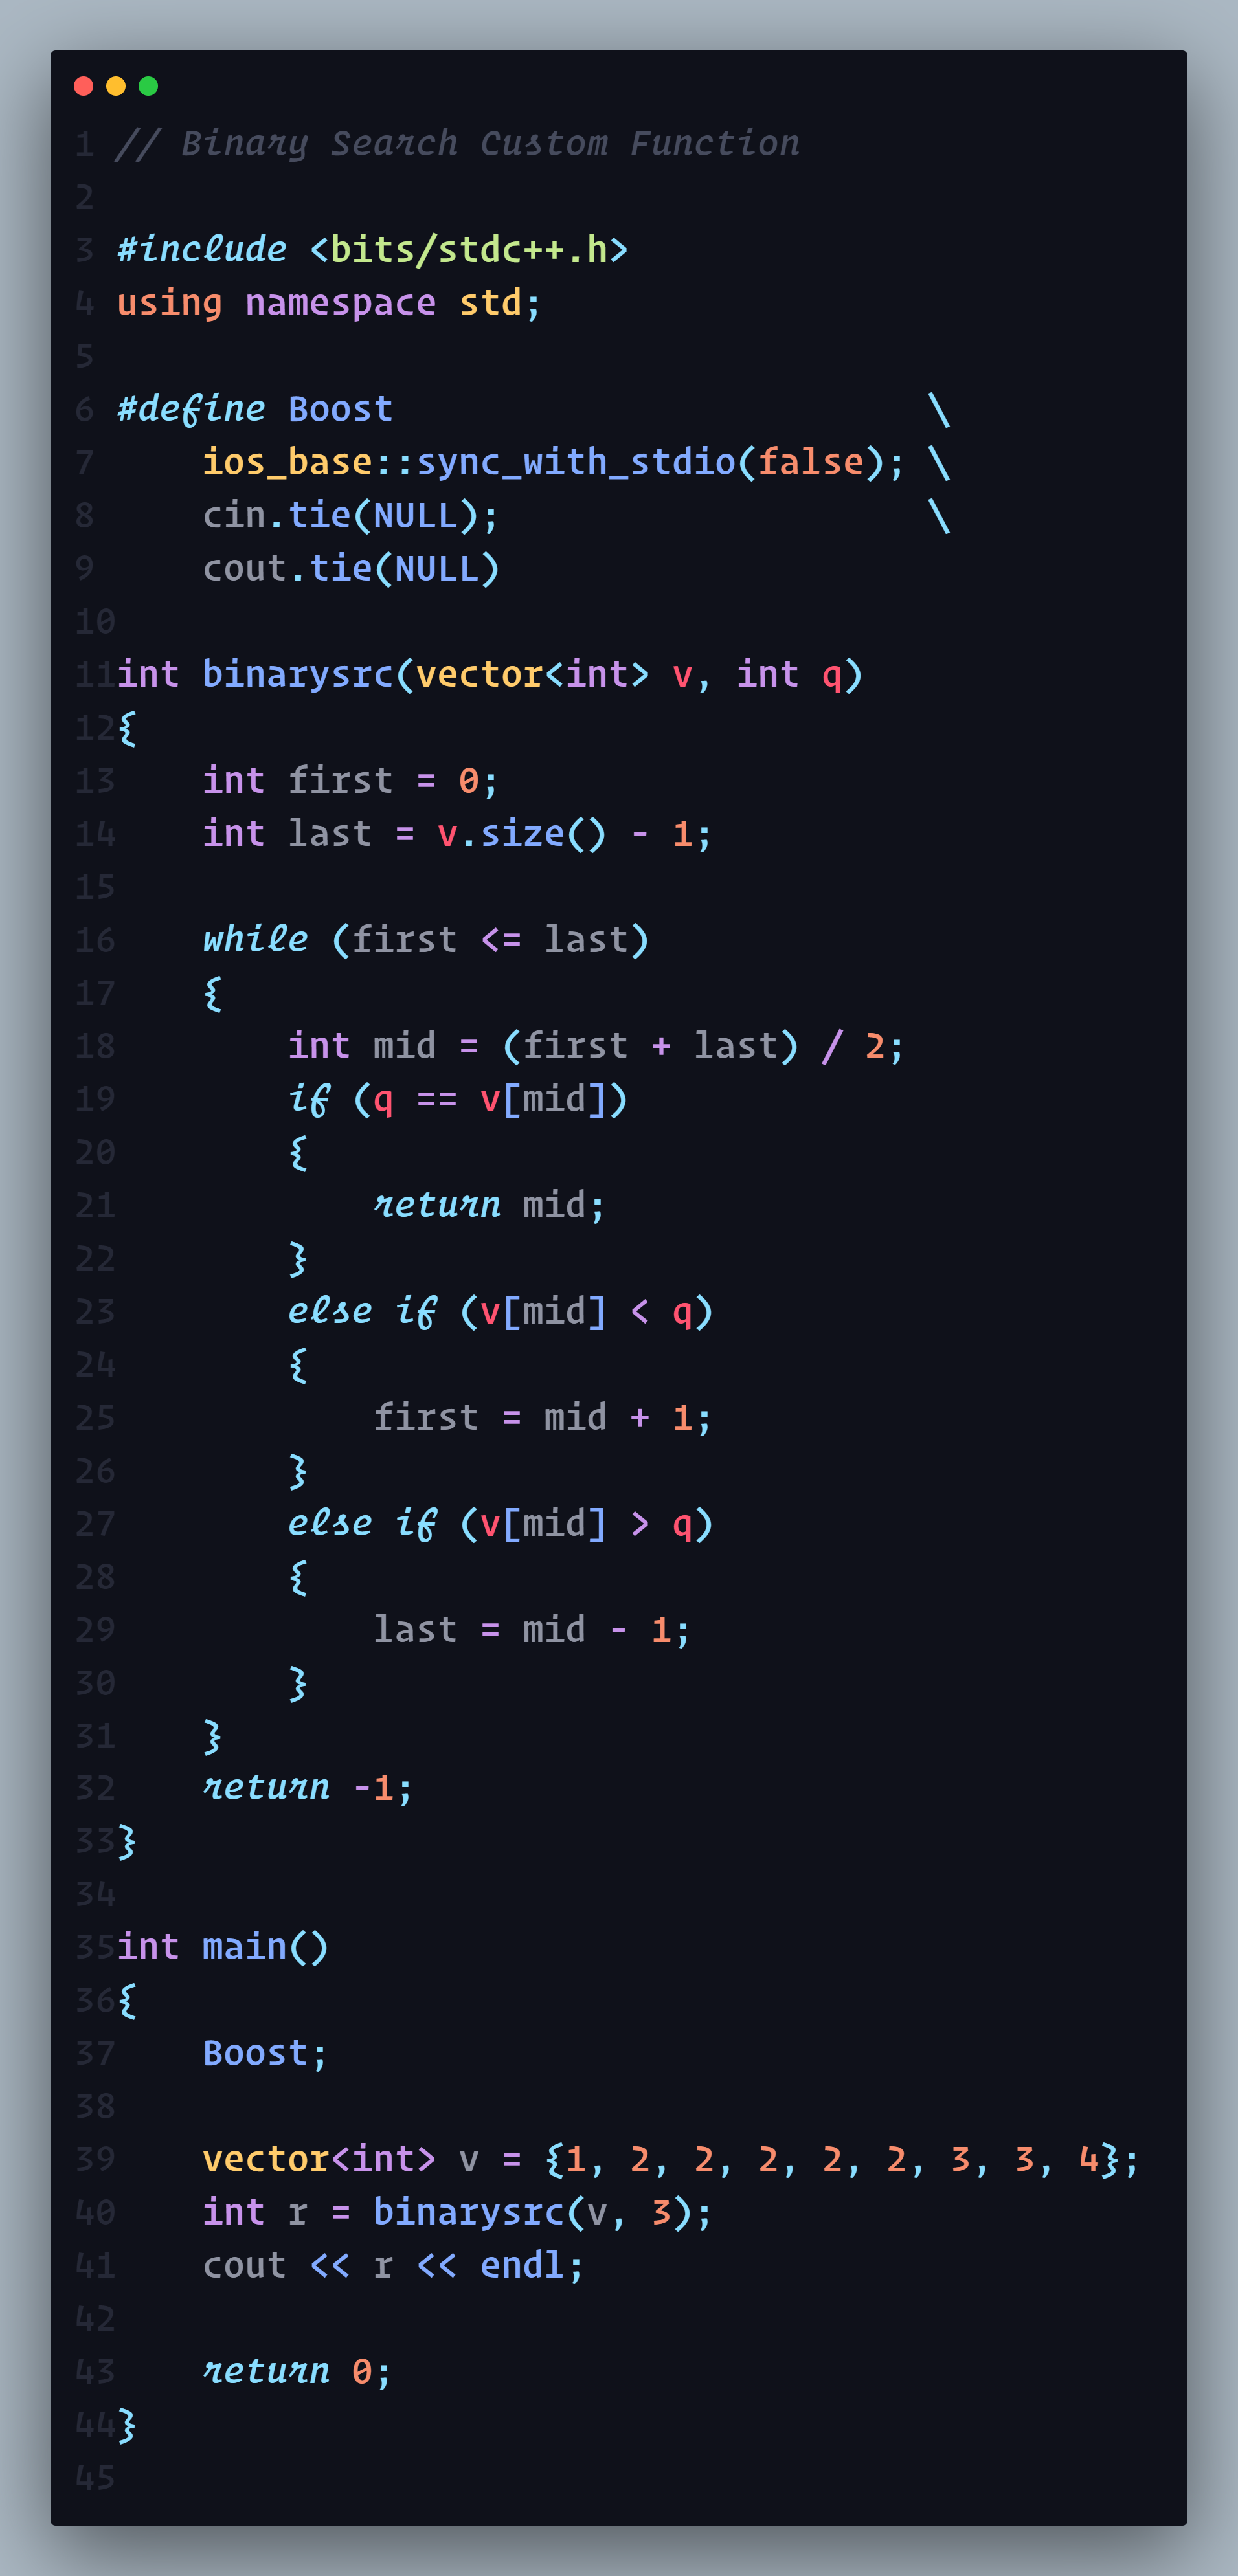 1 // Binary Search Custom Function
2
3 #include <bits/stdc++.h>
4 using namespace std;
5
6 #define Boost                         \
7     ios_base::sync_with_stdio(false); \
8     cin.tie(NULL);                    \
9     cout.tie(NULL)
10
11int binarysrc(vector<int> v, int q)
12{
13    int first = 0;
14    int last = v.size() - 1;
15
16    while (first <= last)
17    {
18        int mid = (first + last) / 2;
19        if (q == v[mid])
20        {
21            return mid;
22        }
23        else if (v[mid] < q)
24        {
25            first = mid + 1;
26        }
27        else if (v[mid] > q)
28        {
29            last = mid - 1;
30        }
31    }
32    return -1;
33}
34
35int main()
36{
37    Boost;
38
39    vector<int> v = {1, 2, 2, 2, 2, 2, 3, 3, 4};
40    int r = binarysrc(v, 3);
41    cout << r << endl;
42
43    return 0;
44}
45